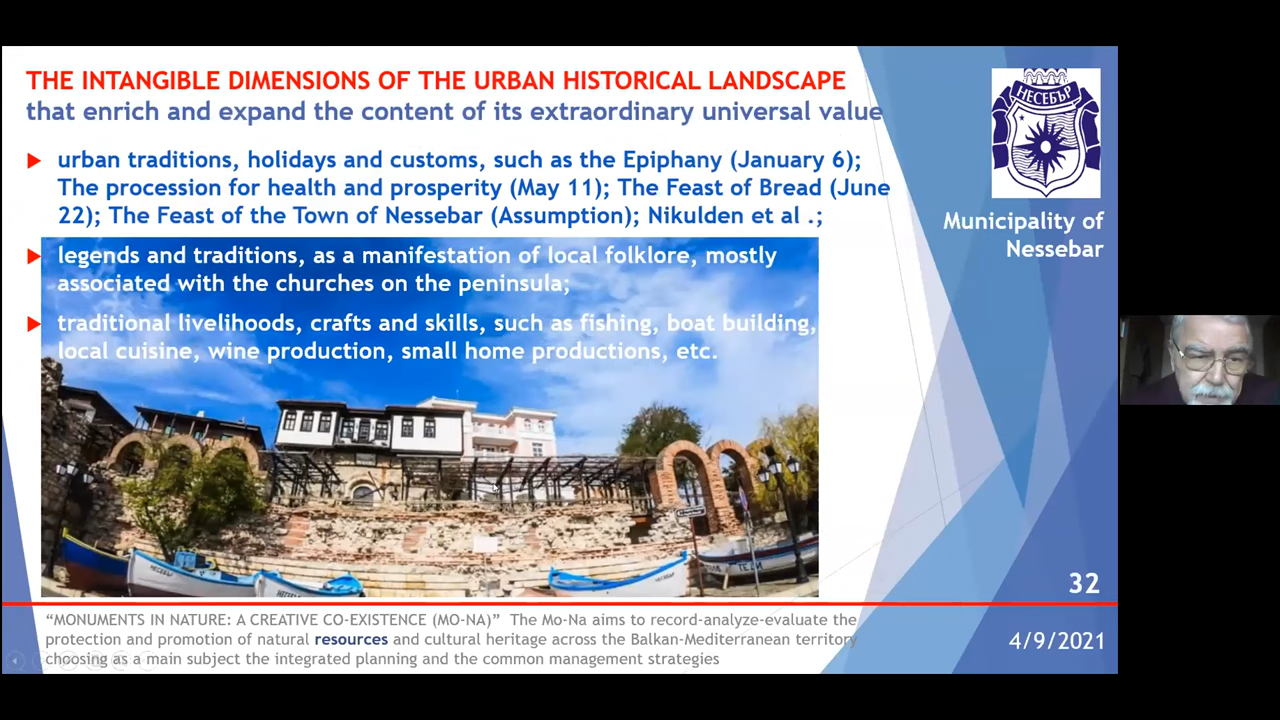 THE INTANGIBLE DIMENSIONS OF THE URBAN HISTORICAL LANDSCAPE
that enrich and expand the content of its extraordinary universal value
urban traditions, holidays and customs, such as the Epiphany (January 6);
The procession for health and prosperity (May 11); The Feast of Bread (June
22); The Feast of the Town of Nessebar (Assumption); Nikulden et al .;
legends and traditions, as a manifestation of local folklore, mostly
associated with the churches on the peninsula;
traditional livelihoods, crafts and skills, such as fishing, boat building,
local cuisine, wine production, small home productions, etc.
НЕСЕБЪР
Municipality of
Nessebar
32
“MONUMENTS IN NATURE: A CREATIVE CO-EXISTENCE (MO-NA)” The Mo-Na aims to record-analyze-evaluate the
protection and promotion of natural resources and cultural heritage across the Balkan-Mediterranean territory
choosing as a main subject the integrated planning and the common management strategies
4/9/2021